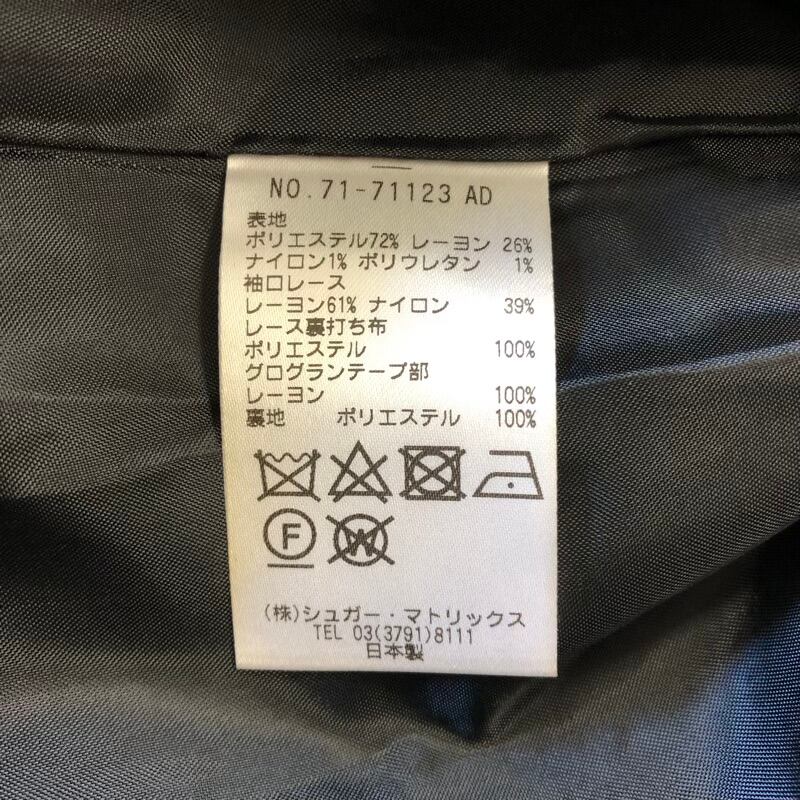 NO.71-71123 AD
表地
ポリエステル72% レーヨン 26%
ナイロン1% ポリウレタン 1%
袖口レース
レーヨン61% ナイロン 39%
レース裏打ち布
ポリエステル 100%
グログランテープ部
レーヨン 100%
裏地 ポリエステル 100%
F W
(株)シュガー・マトリックス
TEL 03(3791)8111
日本製